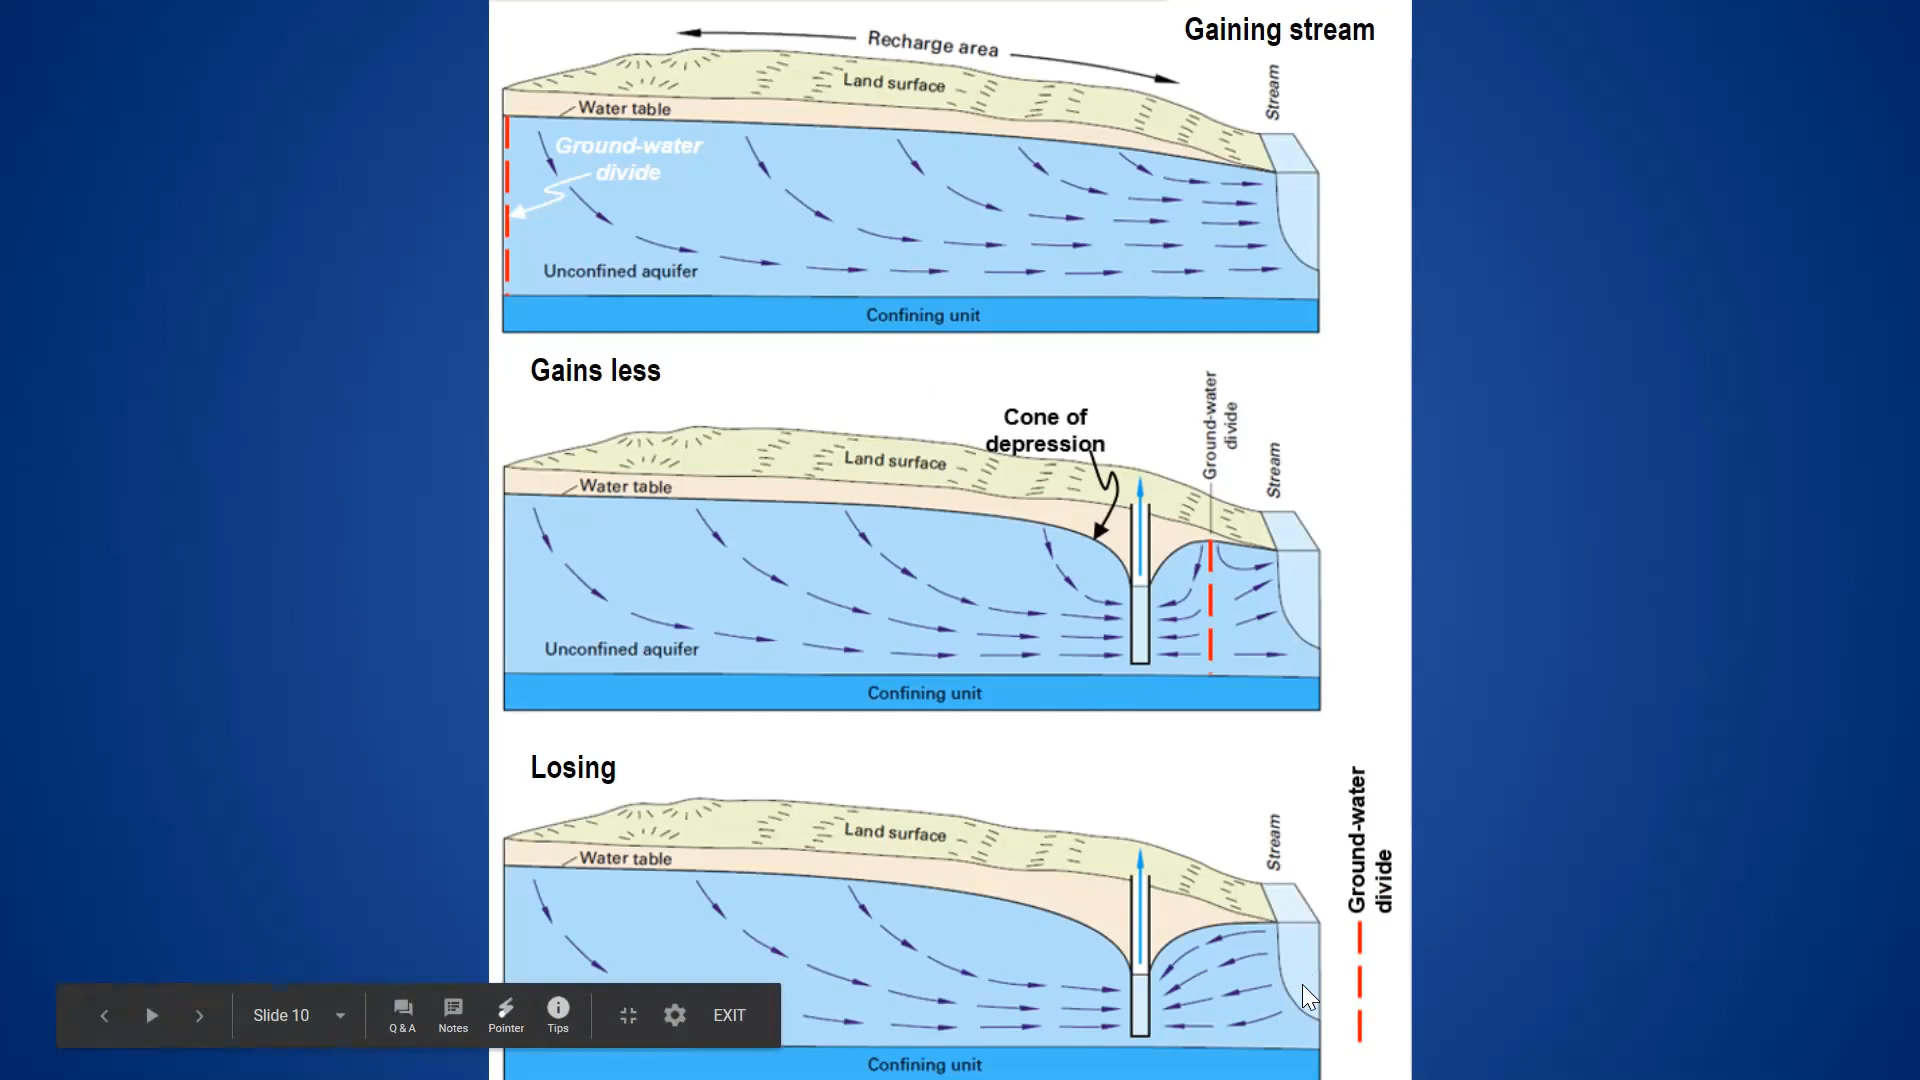 Gaining stream
Recharge area
Land surface
Stream
Water table
Ground-water
divide
Unconfined aquifer
Confining unit
Gains less
Cone of
depression
Ground-water
divide
Stream
Land surface
Water table
Unconfined aquifer
Confining unit
Losing
Ground-water
divide
Stream
Land surface
Water table
Confining unit
Slide 10
Q & A
Notes
Pointer
Tips
EXIT